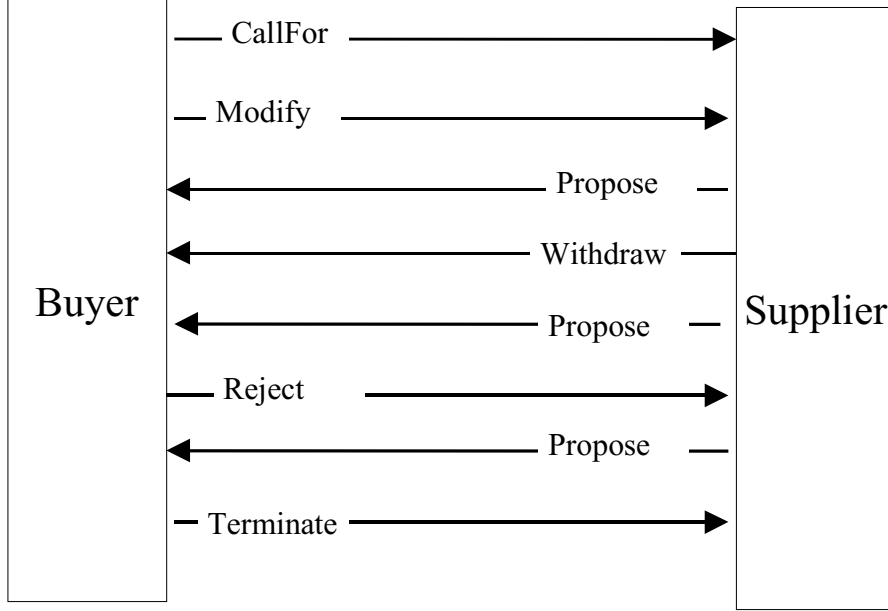 CallFor
Modify
Propose
Withdraw
Buyer
Supplier
Propose
Reject
Propose
Terminate